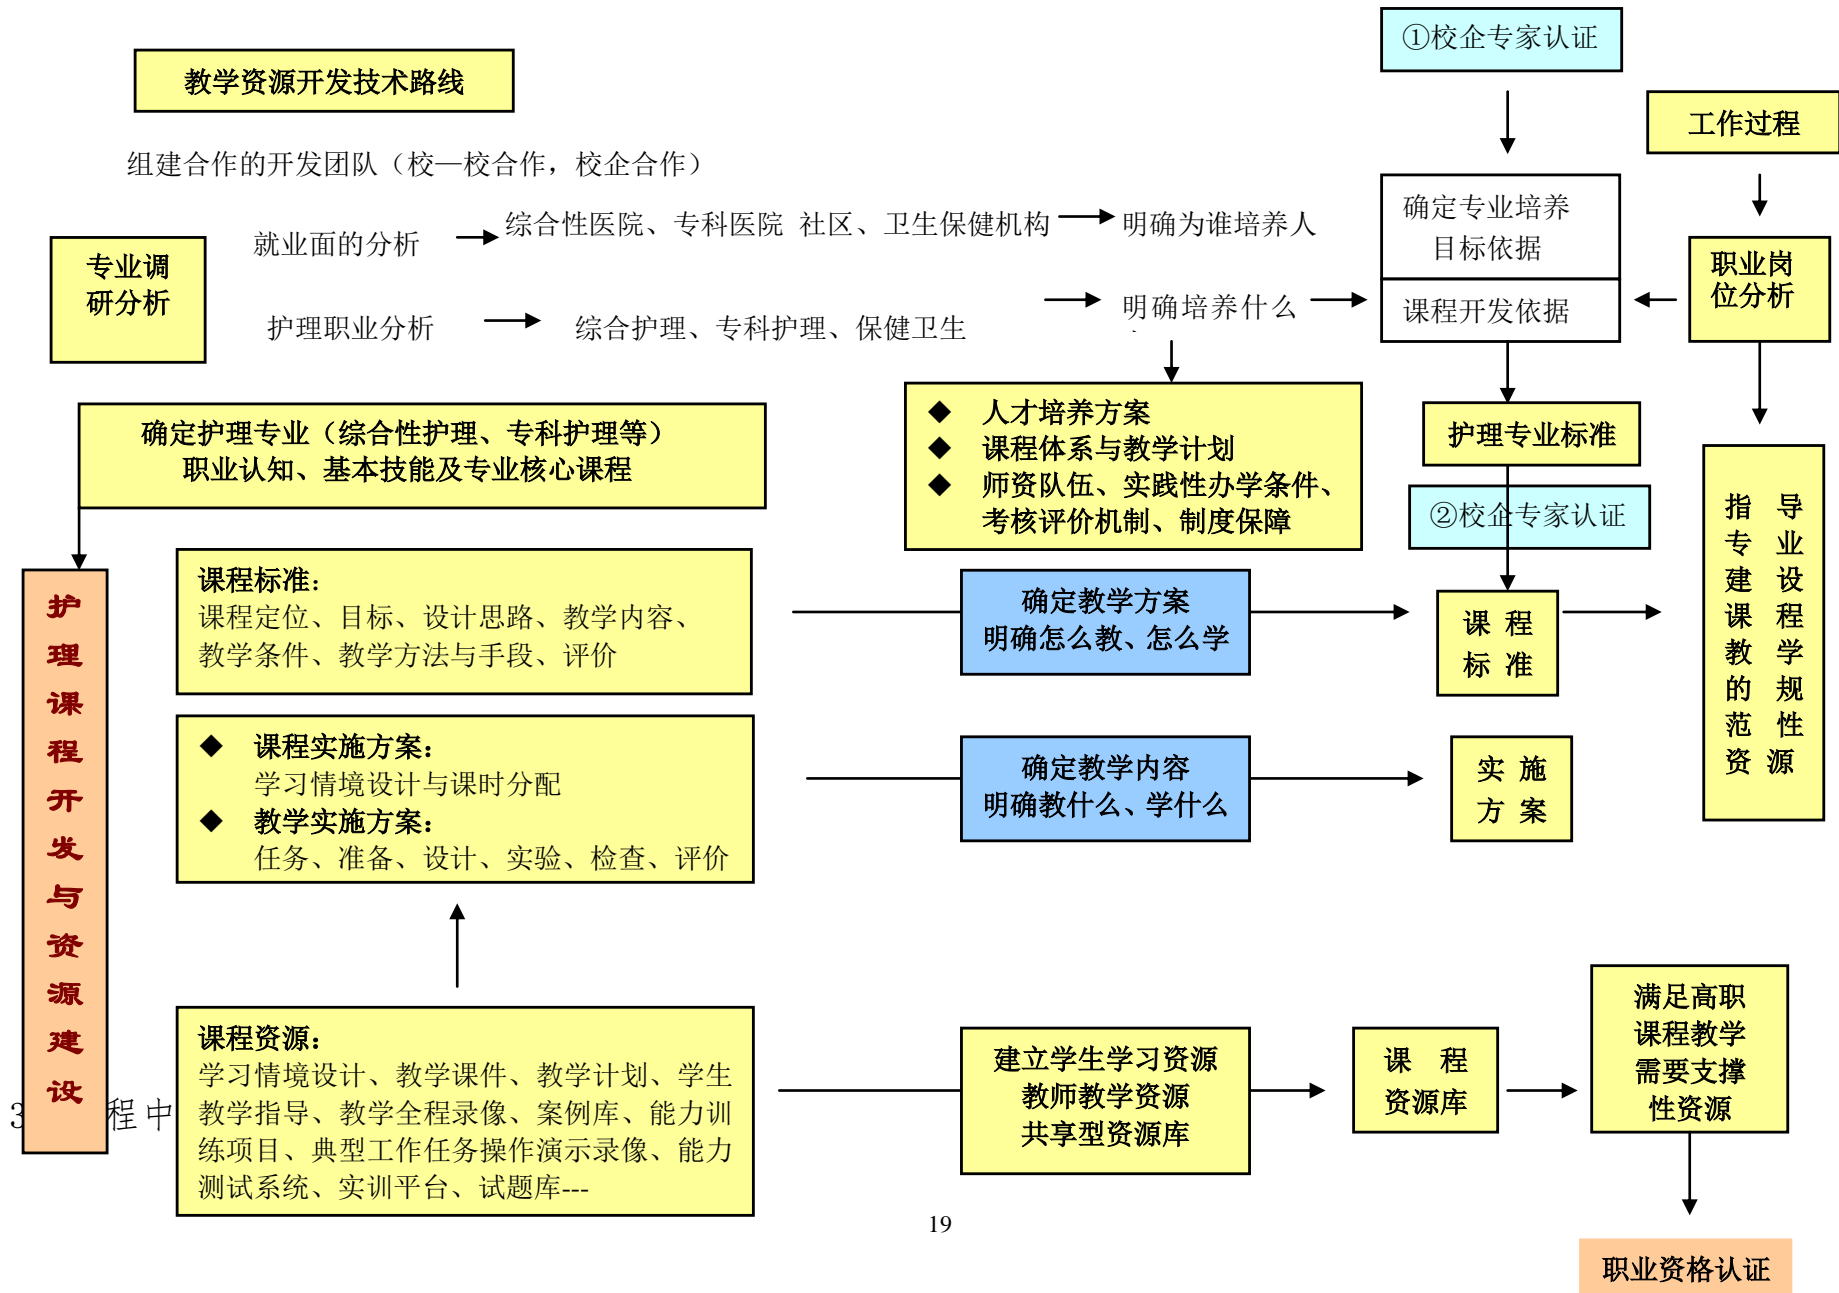 ①校企专家认证
教学资源开发技术路线
工作过程
组建合作的开发团队（校—校合作，校企合作）
专业调
研分析
就业面的分析
综合性医院、专科医院 社区、卫生保健机构
明确为谁培养人
护理职业分析
综合护理、专科护理、保健卫生
明确培养什么
确定专业培养
目标依据
课程开发依据
职业岗
位分析
确定护理专业（综合性护理、专科护理等）
职业认知、基本技能及专业核心课程
◆ 人才培养方案
◆ 课程体系与教学计划
◆ 师资队伍、实践性办学条件、
考核评价机制、制度保障
护理专业标准
②校企专家认证
指 导
专 业
建 设
课 程
教 学
的 规
范 性
资 源
护
理
课
程
开
发
与
资
源
建
设
课程标准：
课程定位、目标、设计思路、教学内容、
教学条件、教学方法与手段、评价
确定教学方案
明确怎么教、怎么学
课 程
标 准
◆ 课程实施方案：
学习情境设计与课时分配
◆ 教学实施方案：
任务、准备、设计、实验、检查、评价
确定教学内容
明确教什么、学什么
实 施
方 案
课程资源：
学习情境设计、教学课件、教学计划、学生
教学指导、教学全程录像、案例库、能力训
练项目、典型工作任务操作演示录像、能力
测试系统、实训平台、试题库---
建立学生学习资源
教师教学资源
共享型资源库
课 程
资源库
满足高职
课程教学
需要支撑
性资源
3
程中
19
职业资格认证